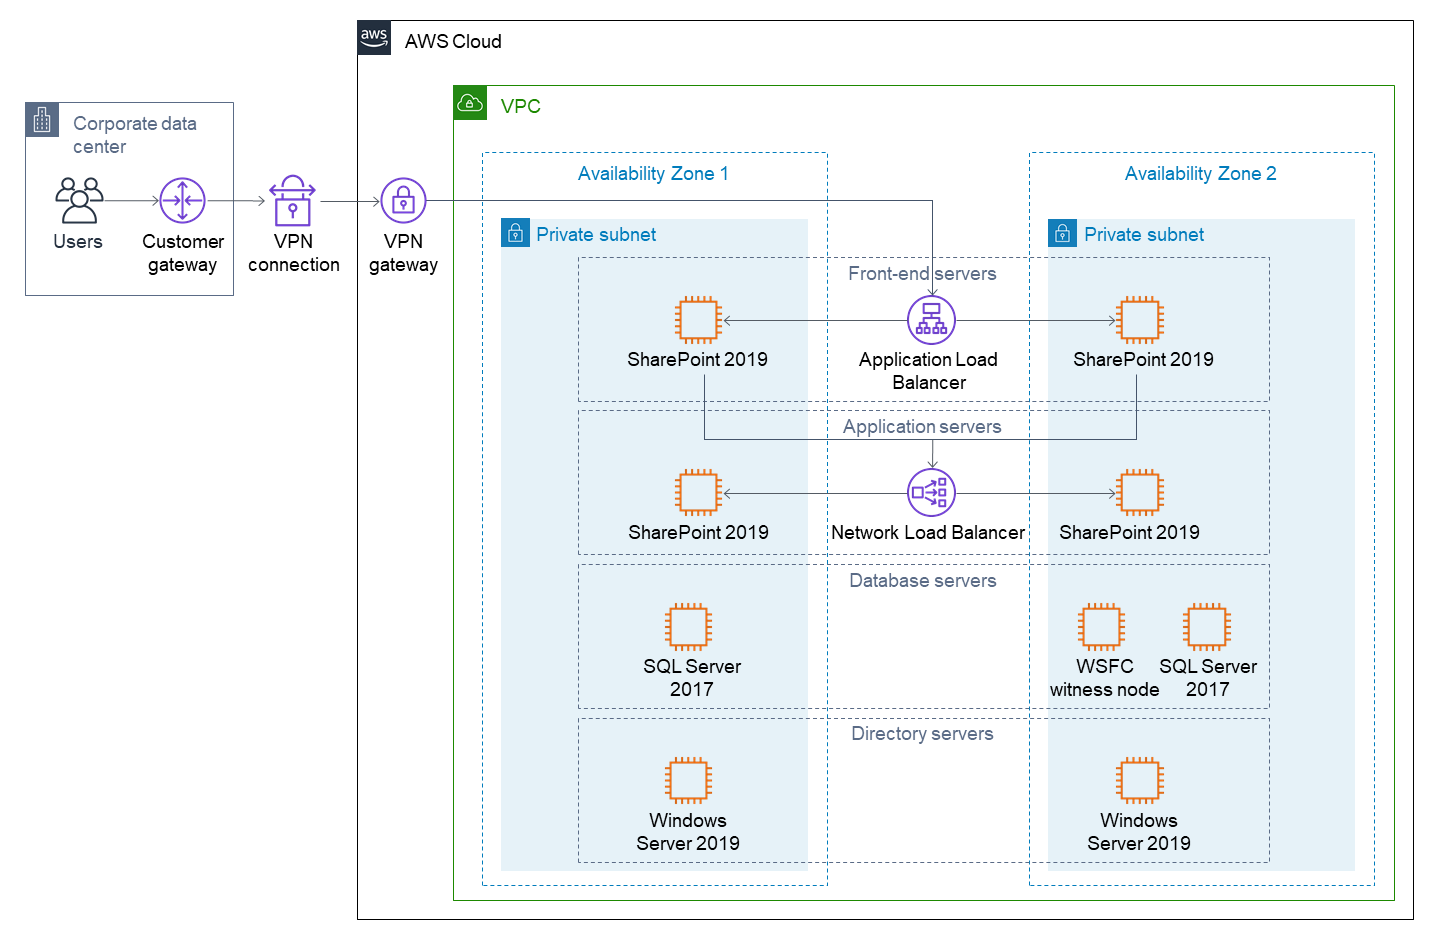 aws
AWS Cloud
VPC
Corporate data
center
Users
Customer
gateway
VPN
connection
VPN
gateway
Availability Zone 1
Availability Zone 2
Private subnet
Private subnet
Front-end servers
SharePoint 2019
Application Load
Balancer
SharePoint 2019
Application servers
SharePoint 2019
Network Load Balancer
SharePoint 2019
Database servers
SQL Server
2017
WSFC
witness node
SQL Server
2017
Directory servers
Windows
Server 2019
Windows
Server 2019